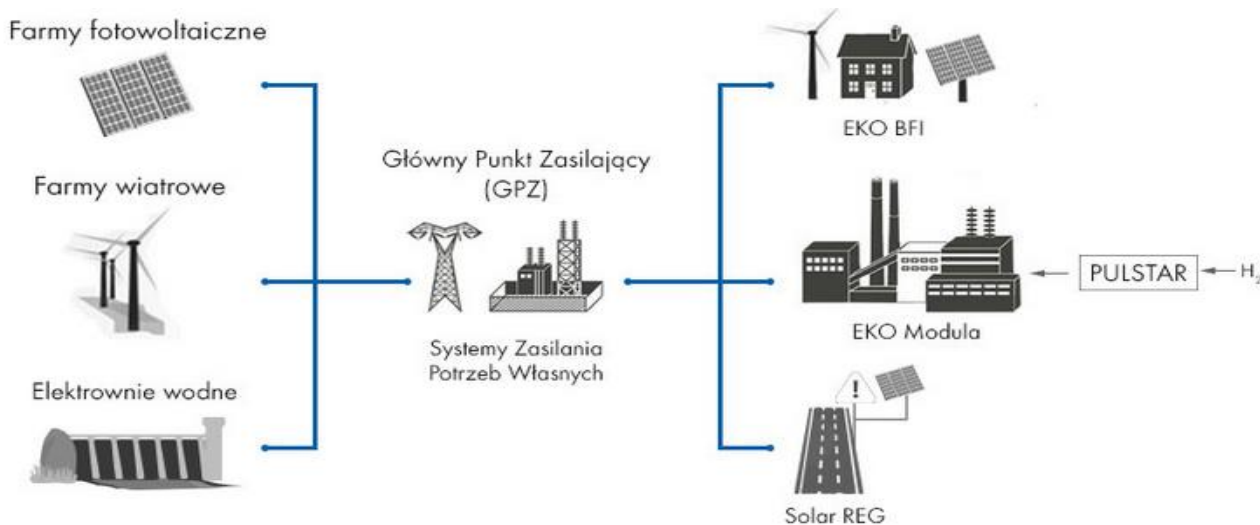 Farmy fotowoltaiczne
Farmy wiatrowe
Elektrownie wodne
Główny Punkt Zasilający
(GPZ)
Systemy Zasilania
Potrzeb Własnych
EKO BFI
EKO Modula
PULSTAR
H₂
!
Solar REG